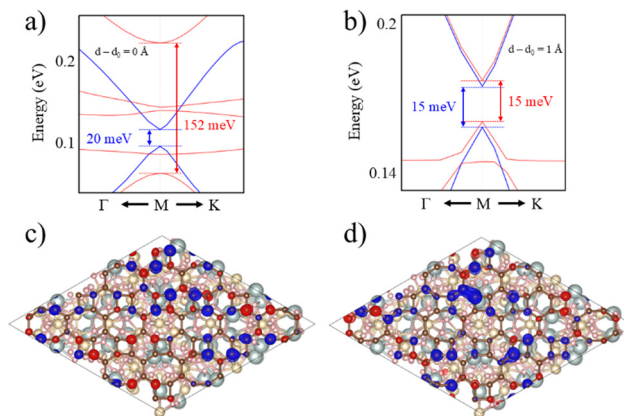 a)
d – d₀ = 0 Å
0.2
Energy (eV)
20 meV
152 meV
0.1
Γ M K
b)
0.2
d – d₀ = 1 Å
Energy (eV)
15 meV
15 meV
0.14
Γ M K
c)
d)